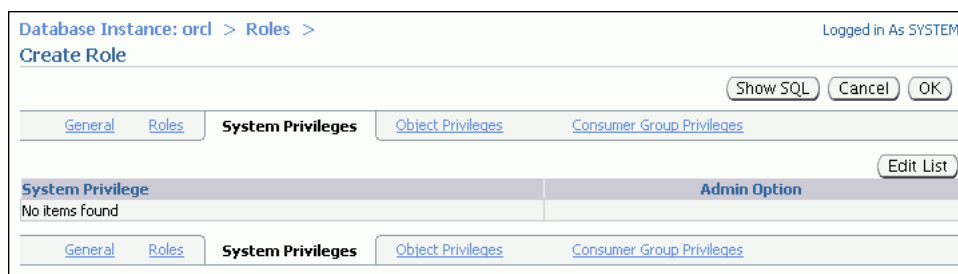 Database Instance: orcl > Roles >
Logged in As SYSTEM
Create Role
Show SQL Cancel OK
General Roles System Privileges Object Privileges Consumer Group Privileges
Edit List
System Privilege Admin Option
No items found
General Roles System Privileges Object Privileges Consumer Group Privileges